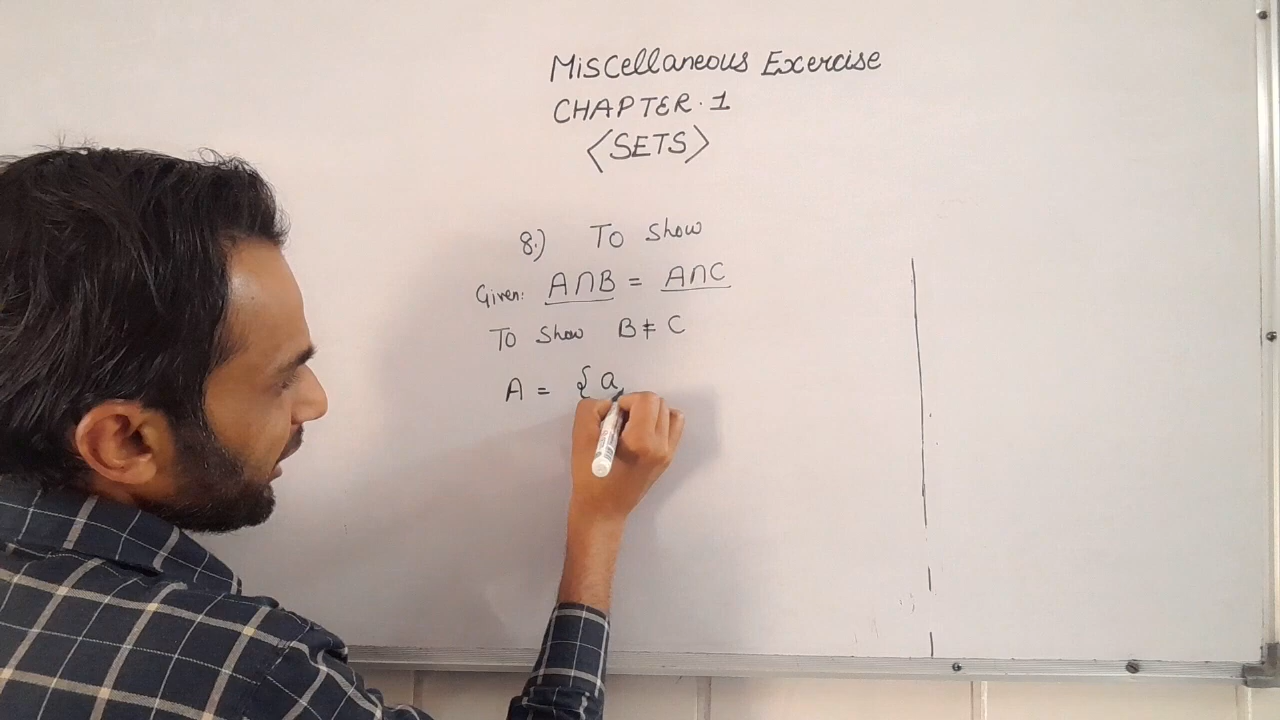 Miscellaneous Exercise
CHAPTER.1
<SETS>
8.) To Show
Given: A∩B = A∩C
To Show B ≠ C
A = { a,